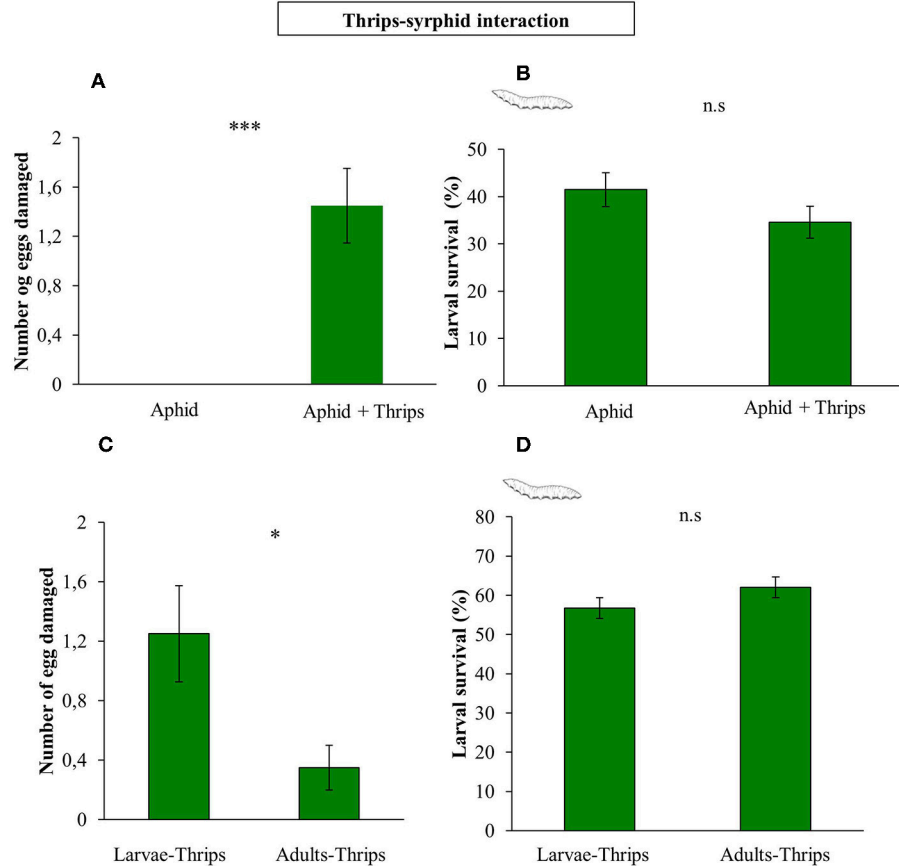 Thrips-syrphid interaction
A
***
Number og eggs damaged
2
1,6
1,2
0,8
0,4
0
Aphid
Aphid + Thrips
B
n.s
Larval survival (%)
50
40
30
20
10
0
Aphid
Aphid + Thrips
C
*
Number of egg damaged
2
1,6
1,2
0,8
0,4
0
Larvae-Thrips
Adults-Thrips
D
n.s
Larval survival (%)
80
70
60
50
40
30
20
10
0
Larvae-Thrips
Adults-Thrips